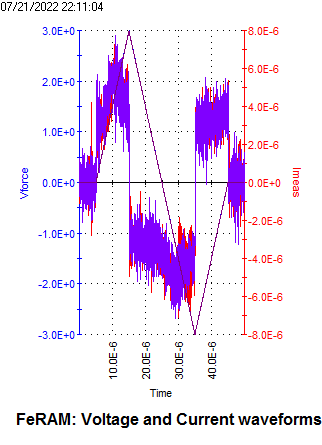 07/21/2022 22:11:04
3.0E+0
2.0E+0
1.0E+0
0.0E+0
-1.0E+0
-2.0E+0
-3.0E+0
Vforce
8.0E-6
6.0E-6
4.0E-6
2.0E-6
0.0E+0
-2.0E-6
-4.0E-6
-6.0E-6
-8.0E-6
Imeas
10.0E-6
20.0E-6
30.0E-6
40.0E-6
Time
FeRAM: Voltage and Current waveforms